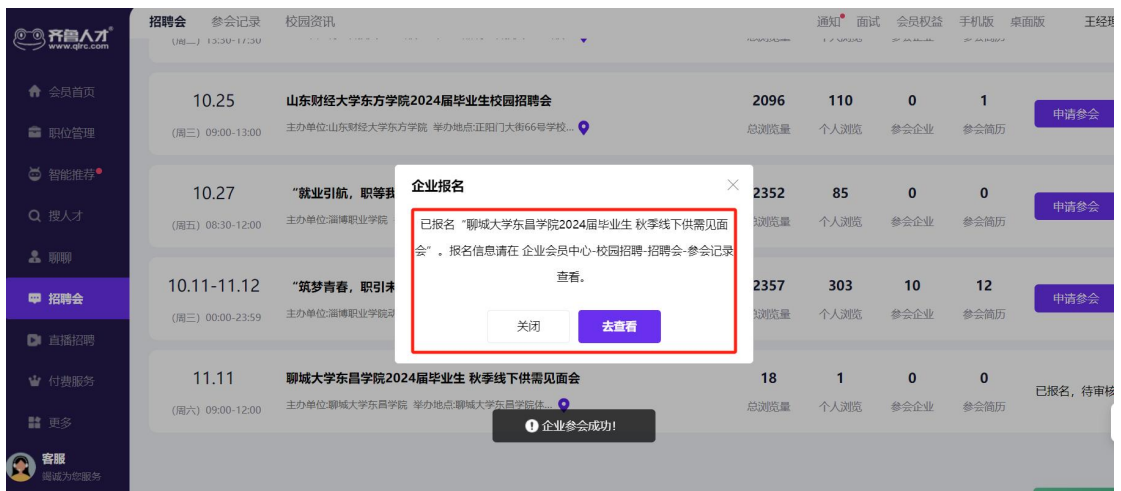 齐鲁人才
www.qlrc.com
招聘会 参会记录 校园资讯
通知 面试 会员权益 手机版 桌面版 王经理
(周二) 13:30-17:30
会员首页
职位管理
智能推荐
搜人才
聊聊
招聘会
直播招聘
付费服务
更多
客服
竭诚为您服务
10.25 山东财经大学东方学院2024届毕业生校园招聘会 2096 110 0 1 申请参会
(周三) 09:00-13:00 主办单位:山东财经大学东方学院 举办地点:正阳门大街66号学校... 总浏览量 个人浏览 参会企业 参会简历
10.27 “就业引航，职等我 2352 85 0 0 申请参会
(周五) 08:30-12:00 主办单位:淄博职业学院 总浏览量 个人浏览 参会企业 参会简历
10.11-11.12 “筑梦青春，职引未 2357 303 10 12 申请参会
(周三) 00:00-23:59 主办单位:淄博职业学院 总浏览量 个人浏览 参会企业 参会简历
11.11 聊城大学东昌学院2024届毕业生 秋季线下供需见面会 18 1 0 0 已报名，待审核
(周六) 09:00-12:00 主办单位:聊城大学东昌学院 举办地点:聊城大学东昌学院体... 总浏览量 个人浏览 参会企业 参会简历
企业报名
已报名“聊城大学东昌学院2024届毕业生 秋季线下供需见面
会”。报名信息请在 企业会员中心-校园招聘-招聘会-参会记录
查看。
关闭 去查看
企业参会成功!